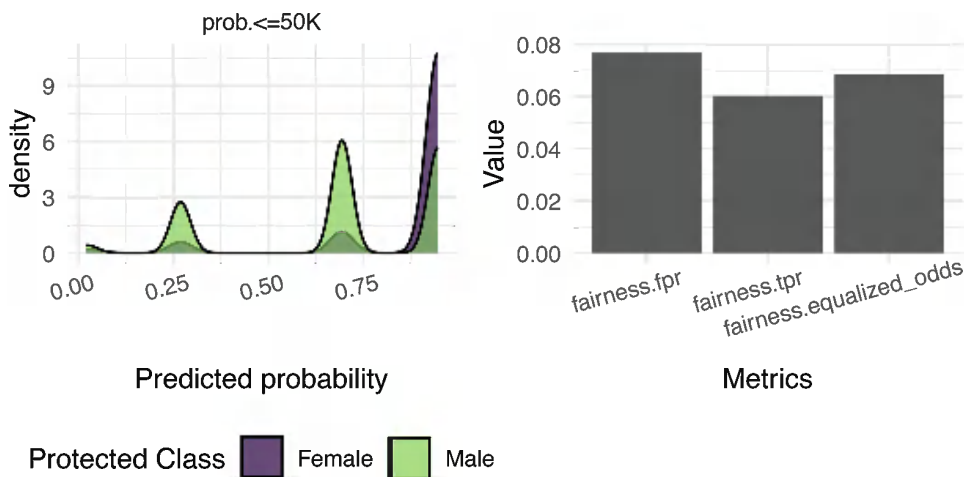 prob.<=50K
density
9
6
3
0
0.00 0.25 0.50 0.75
Predicted probability
Value
0.08
0.06
0.04
0.02
0.00
fairness.fpr
fairness.tpr
fairness.equalized_odds
Metrics
Protected Class Female Male